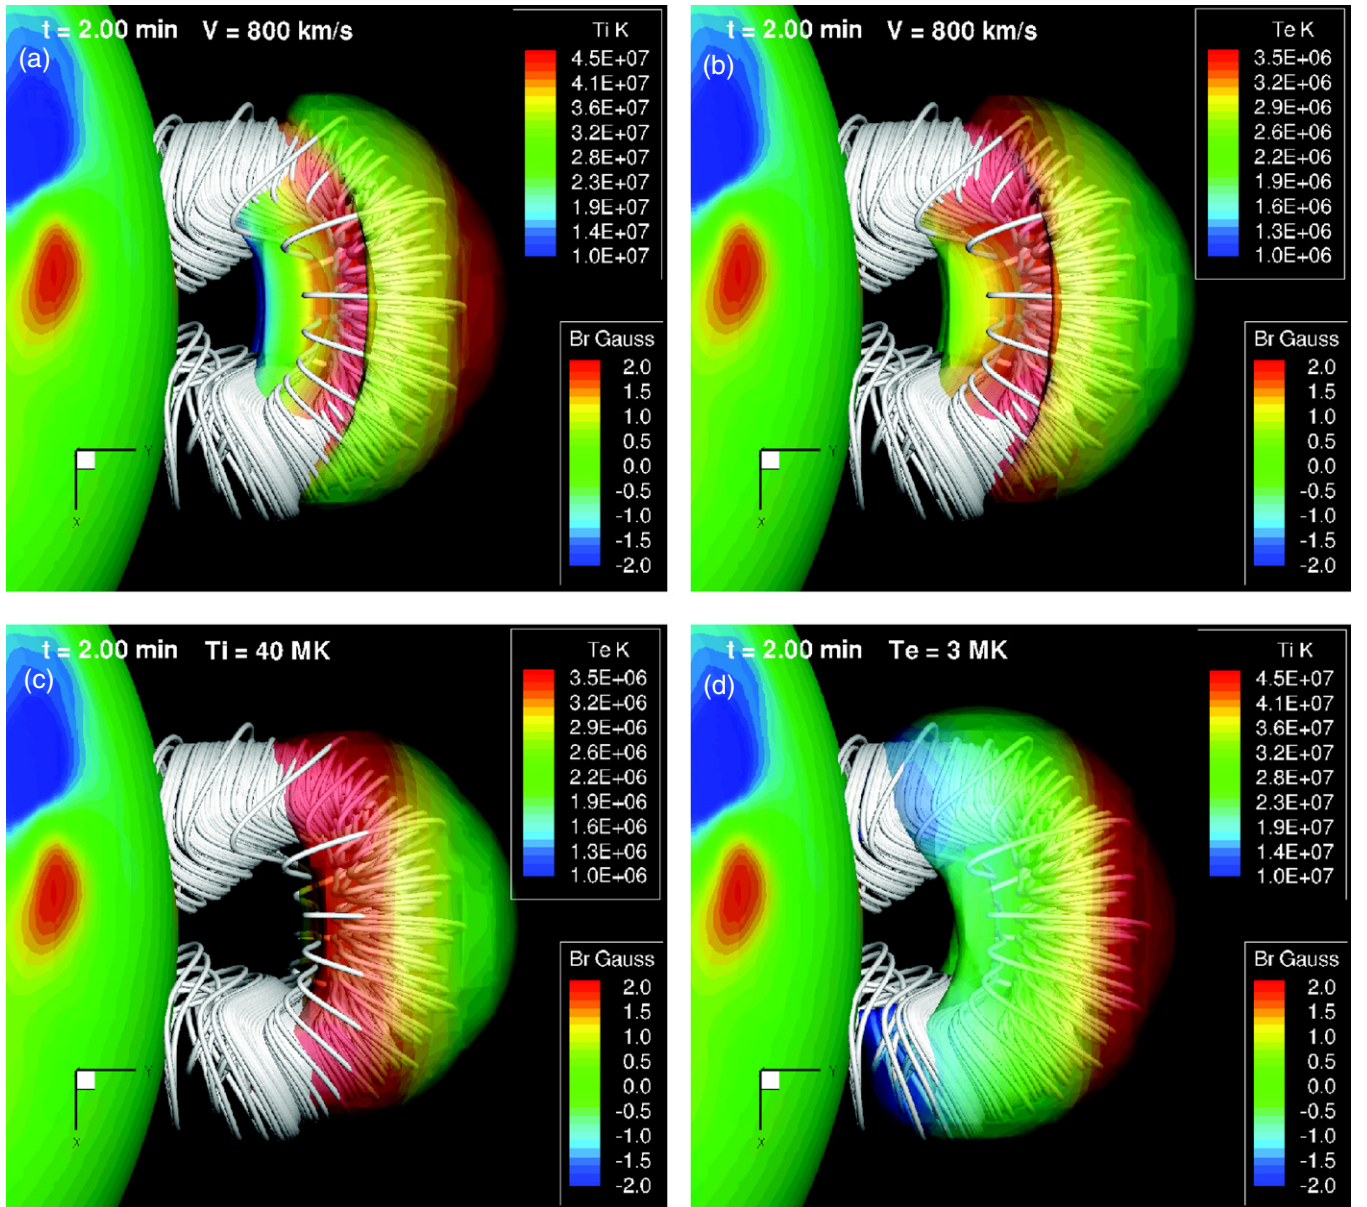 t = 2.00 min V = 800 km/s
(a)
Ti K
4.5E+07
4.1E+07
3.6E+07
3.2E+07
2.8E+07
2.3E+07
1.9E+07
1.4E+07
1.0E+07
Br Gauss
2.0
1.5
1.0
0.5
0.0
-0.5
-1.0
-1.5
-2.0
Y
X
t = 2.00 min V = 800 km/s
(b)
Te K
3.5E+06
3.2E+06
2.9E+06
2.6E+06
2.2E+06
1.9E+06
1.6E+06
1.3E+06
1.0E+06
Br Gauss
2.0
1.5
1.0
0.5
0.0
-0.5
-1.0
-1.5
-2.0
Y
X
t = 2.00 min Ti = 40 MK
(c)
Te K
3.5E+06
3.2E+06
2.9E+06
2.6E+06
2.2E+06
1.9E+06
1.6E+06
1.3E+06
1.0E+06
Br Gauss
2.0
1.5
1.0
0.5
0.0
-0.5
-1.0
-1.5
-2.0
Y
X
t = 2.00 min Te = 3 MK
(d)
Ti K
4.5E+07
4.1E+07
3.6E+07
3.2E+07
2.8E+07
2.3E+07
1.9E+07
1.4E+07
1.0E+07
Br Gauss
2.0
1.5
1.0
0.5
0.0
-0.5
-1.0
-1.5
-2.0
Y
X